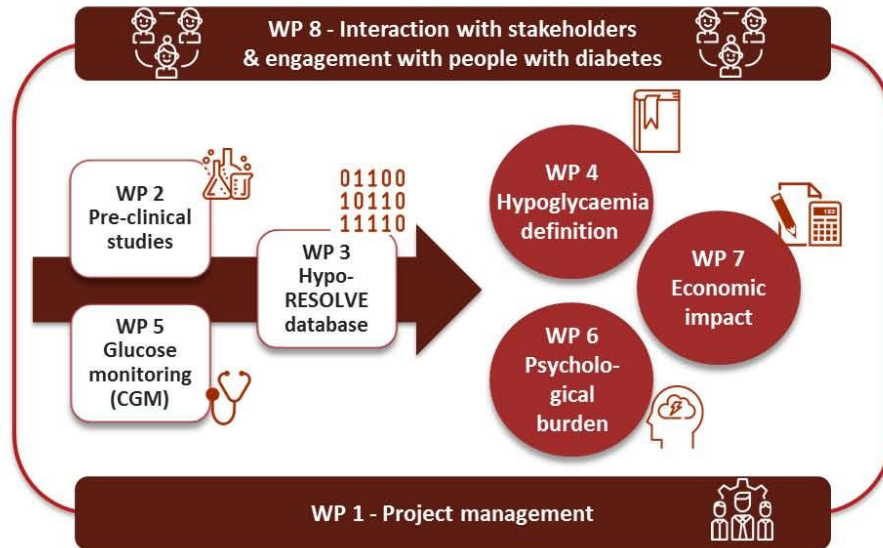 WP 8 - Interaction with stakeholders
& engagement with people with diabetes
WP 2
Pre-clinical
studies
01100
10110
11110
WP 3
Hypo-
RESOLVE
database
WP 5
Glucose
monitoring
(CGM)
WP 4
Hypoglycaemia
definition
123
WP 7
Economic
impact
WP 6
Psycholo-
gical
burden
WP 1 - Project management